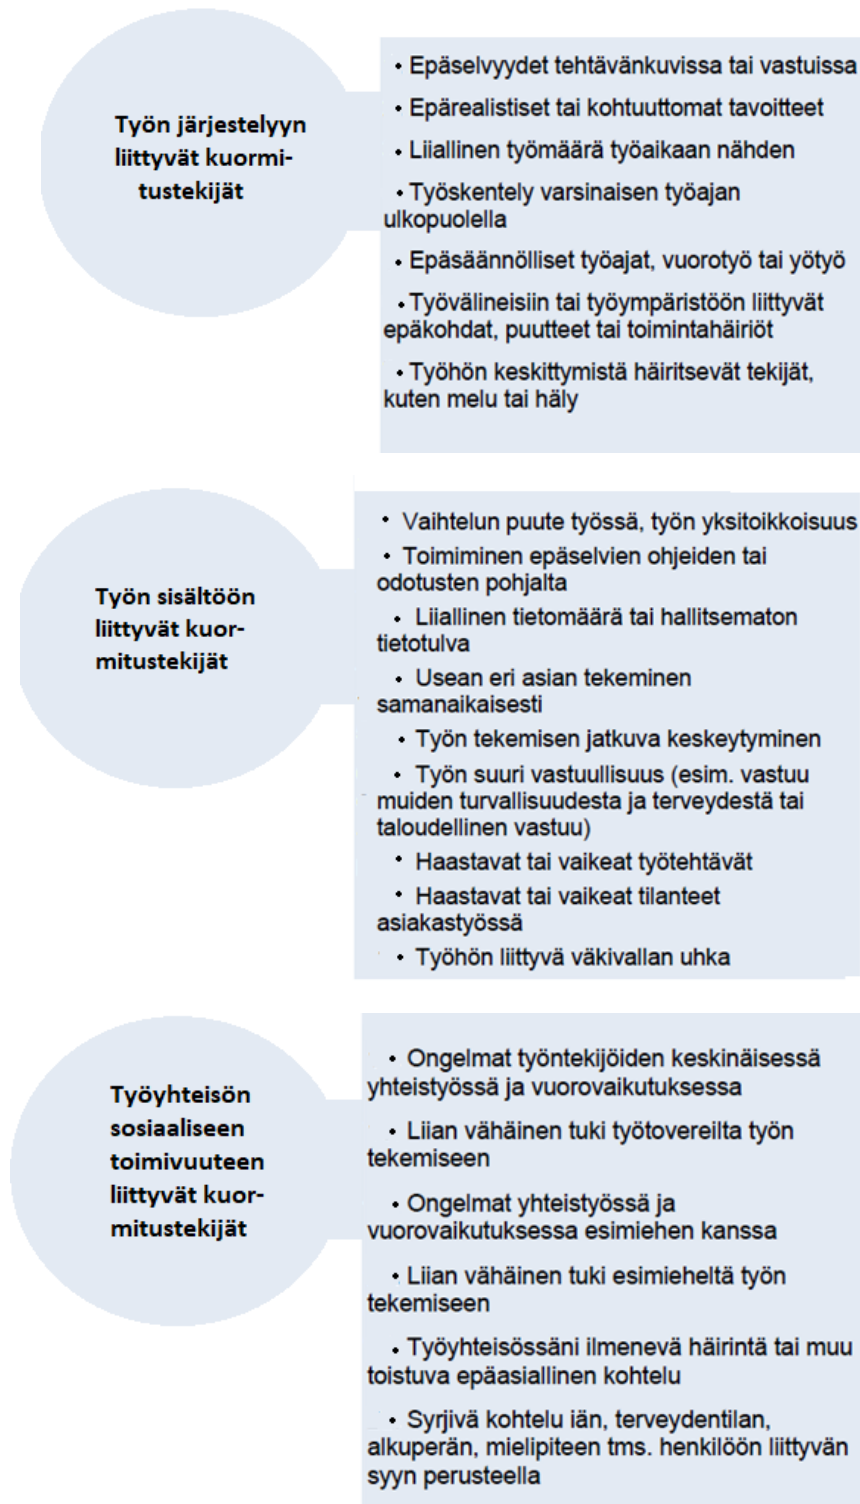 Työn järjestelyyn
liittyvät kuormi-
tustekijät
• Epäselvyydet tehtävänkuvissa tai vastuissa
• Epärealistiset tai kohtuuttomat tavoitteet
• Liiallinen työmäärä työaikaan nähden
• Työskentely varsinaisen työajan
ulkopuolella
• Epäsäännölliset työajat, vuorotyö tai yötyö
• Työvälineisiin tai työympäristöön liittyvät
epäkohdat, puutteet tai toimintahäiriöt
• Työhön keskittymistä häiritsevät tekijät,
kuten melu tai häly
Työn sisältöön
liittyvät kuor-
mitustekijät
• Vaihtelun puute työssä, työn yksitoikkoisuus
• Toimiminen epäselvien ohjeiden tai
odotusten pohjalta
• Liiallinen tietomäärä tai hallitsematon
tietotulva
• Usean eri asian tekeminen
samanaikaisesti
• Työn tekemisen jatkuva keskeytyminen
• Työn suuri vastuullisuus (esim. vastuu
muiden turvallisuudesta ja terveydestä tai
taloudellinen vastuu)
• Haastavat tai vaikeat työtehtävät
• Haastavat tai vaikeat tilanteet
asiakastyössä
• Työhön liittyvä väkivallan uhka
Työyhteisön
sosiaaliseen
toimivuuteen
liittyvät kuor-
mitustekijät
• Ongelmat työntekijöiden keskinäisessä
yhteistyössä ja vuorovaikutuksessa
• Liian vähäinen tuki työtovereilta työn
tekemiseen
• Ongelmat yhteistyössä ja
vuorovaikutuksessa esimiehen kanssa
• Liian vähäinen tuki esimieheltä työn
tekemiseen
• Työyhteisössäni ilmenevä häirintä tai muu
toistuva epäasiallinen kohtelu
• Syrjivä kohtelu iän, terveydentilan,
alkuperän, mielipiteen tms. henkilöön liittyvän
syyn perusteella